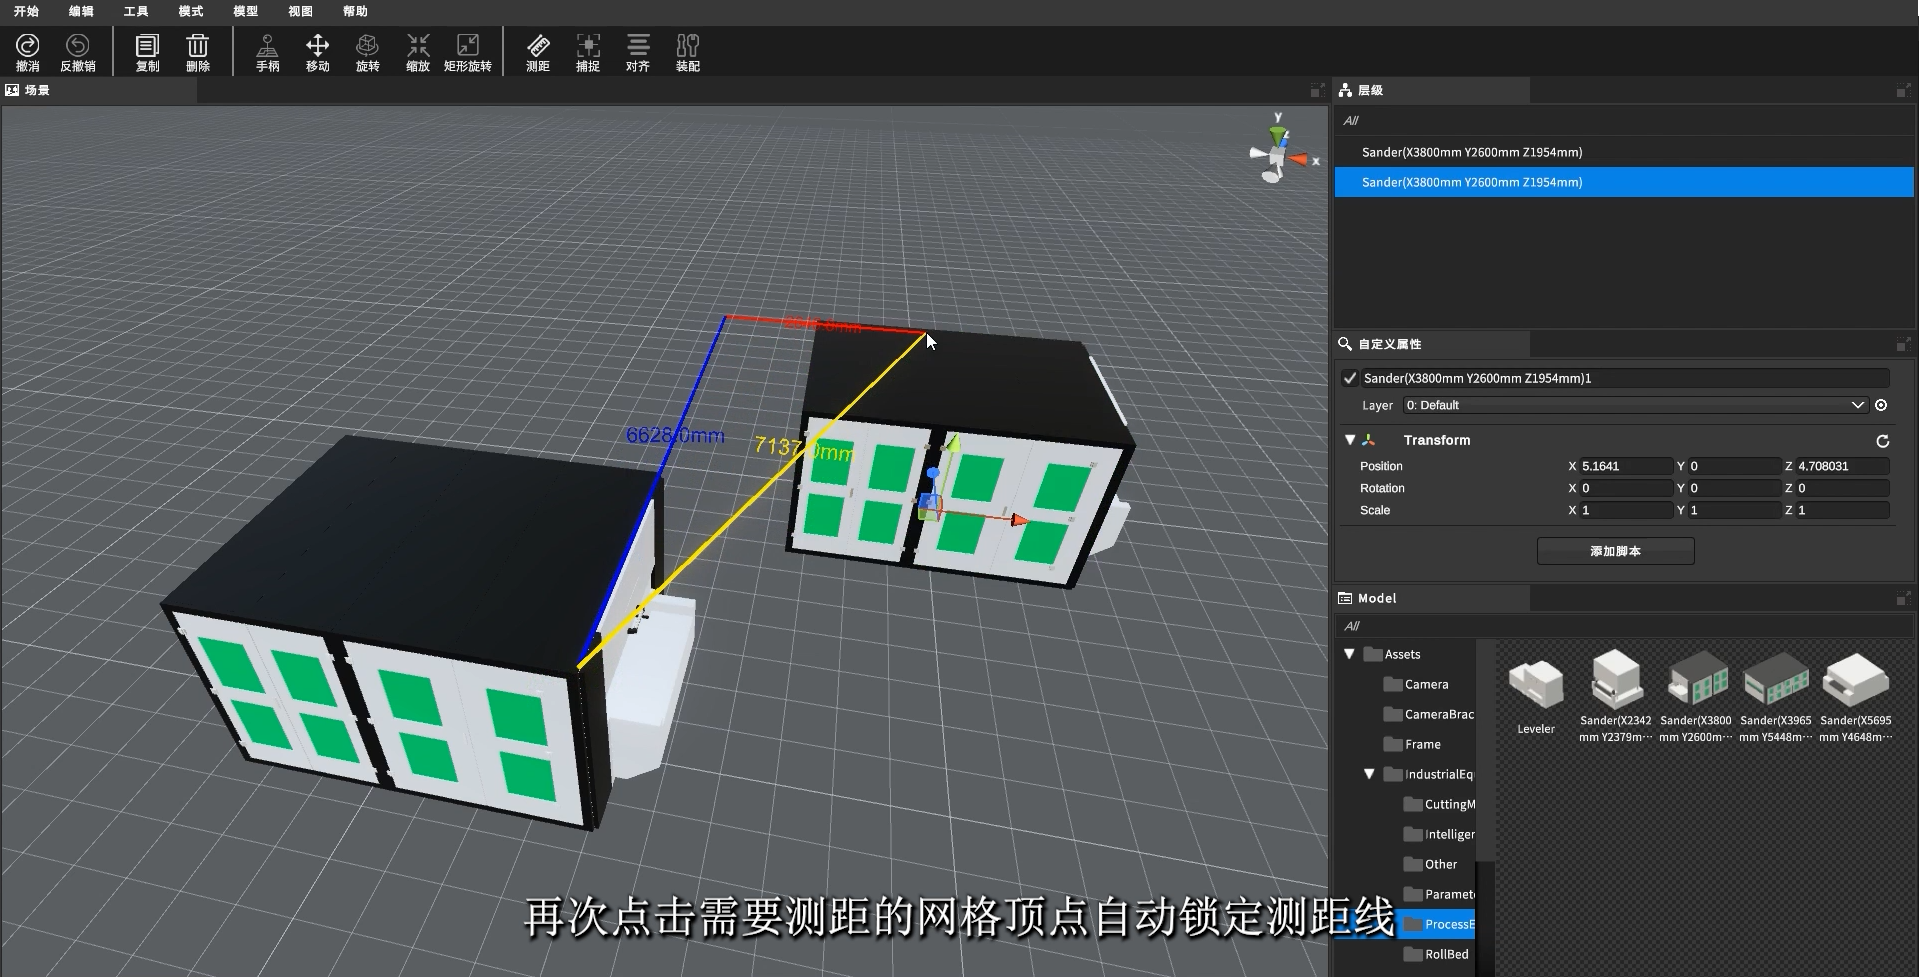 开始 编辑 工具 模式 模型 视图 帮助
撤消 反撤销 复制 删除 手柄 移动 旋转 缩放 矩形旋转 测距 捕捉 对齐 装配
场景
y
x
6628.0mm
7137.0mm
层级
All
Sander(X3800mm Y2600mm Z1954mm)
Sander(X3800mm Y2600mm Z1954mm)
自定义属性
Sander(X3800mm Y2600mm Z1954mm)1
Layer 0: Default
Transform
Position X 5.1641 Y 0 Z 4.708031
Rotation X 0 Y 0 Z 0
Scale X 1 Y 1 Z 1
添加脚本
Model
All
Assets
Camera
CameraBrac
Frame
IndustrialEq
CuttingM
Intelliger
Other
Paramet
ProcessE
RollBed
Leveler
Sander(X2342
mm Y2379m···
Sander(X3800
mm Y2600m···
Sander(X3965
mm Y5448m···
Sander(X5695
mm Y4648m···
再次点击需要测距的网格顶点自动锁定测距线